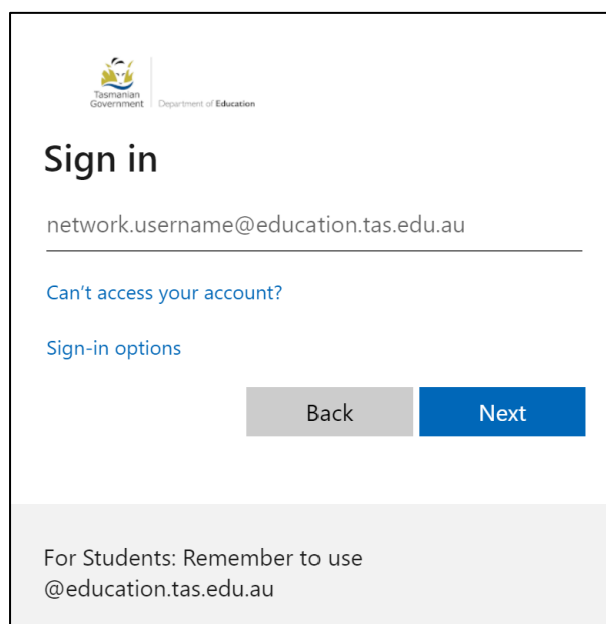 Tasmanian
Government
Department of Education
Sign in
network.username@education.tas.edu.au
Can't access your account?
Sign-in options
Back
Next
For Students: Remember to use
@education.tas.edu.au